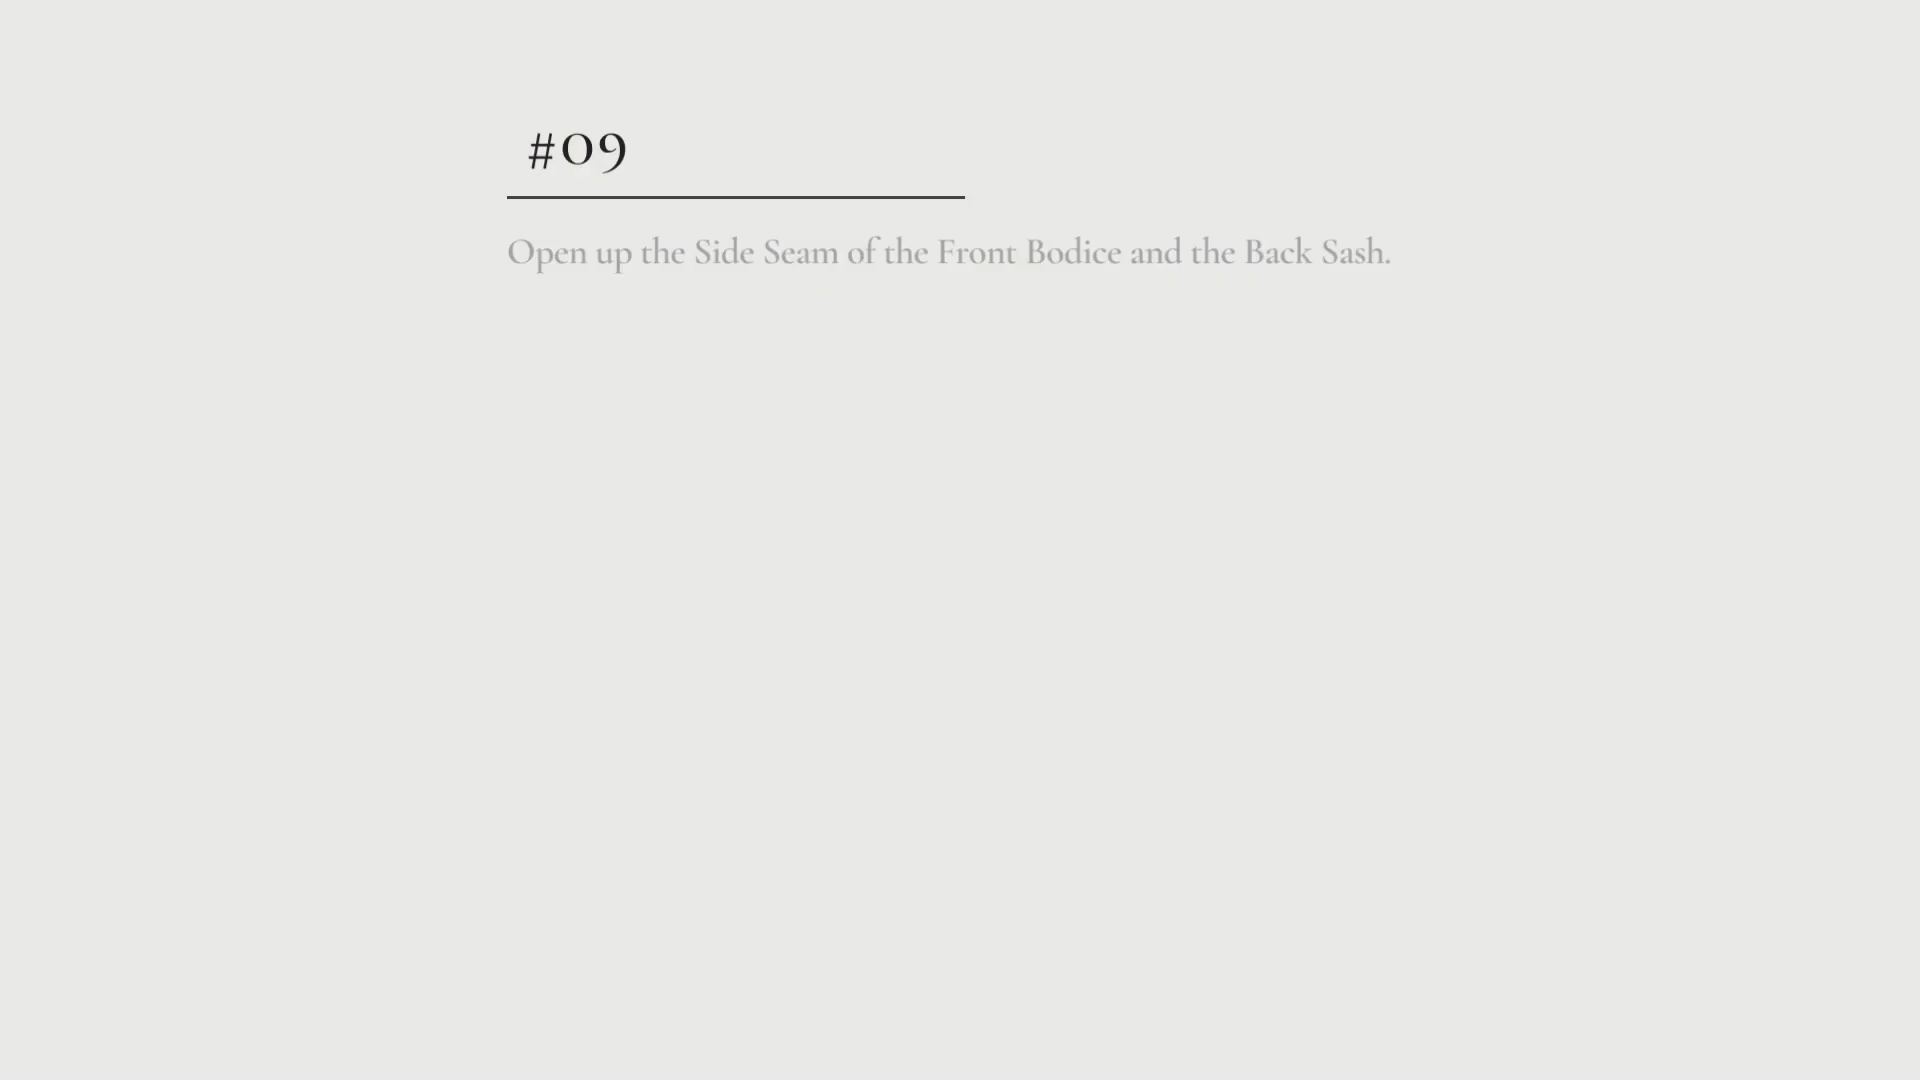 #09
Open up the Side Seam of the Front Bodice and the Back Sash.